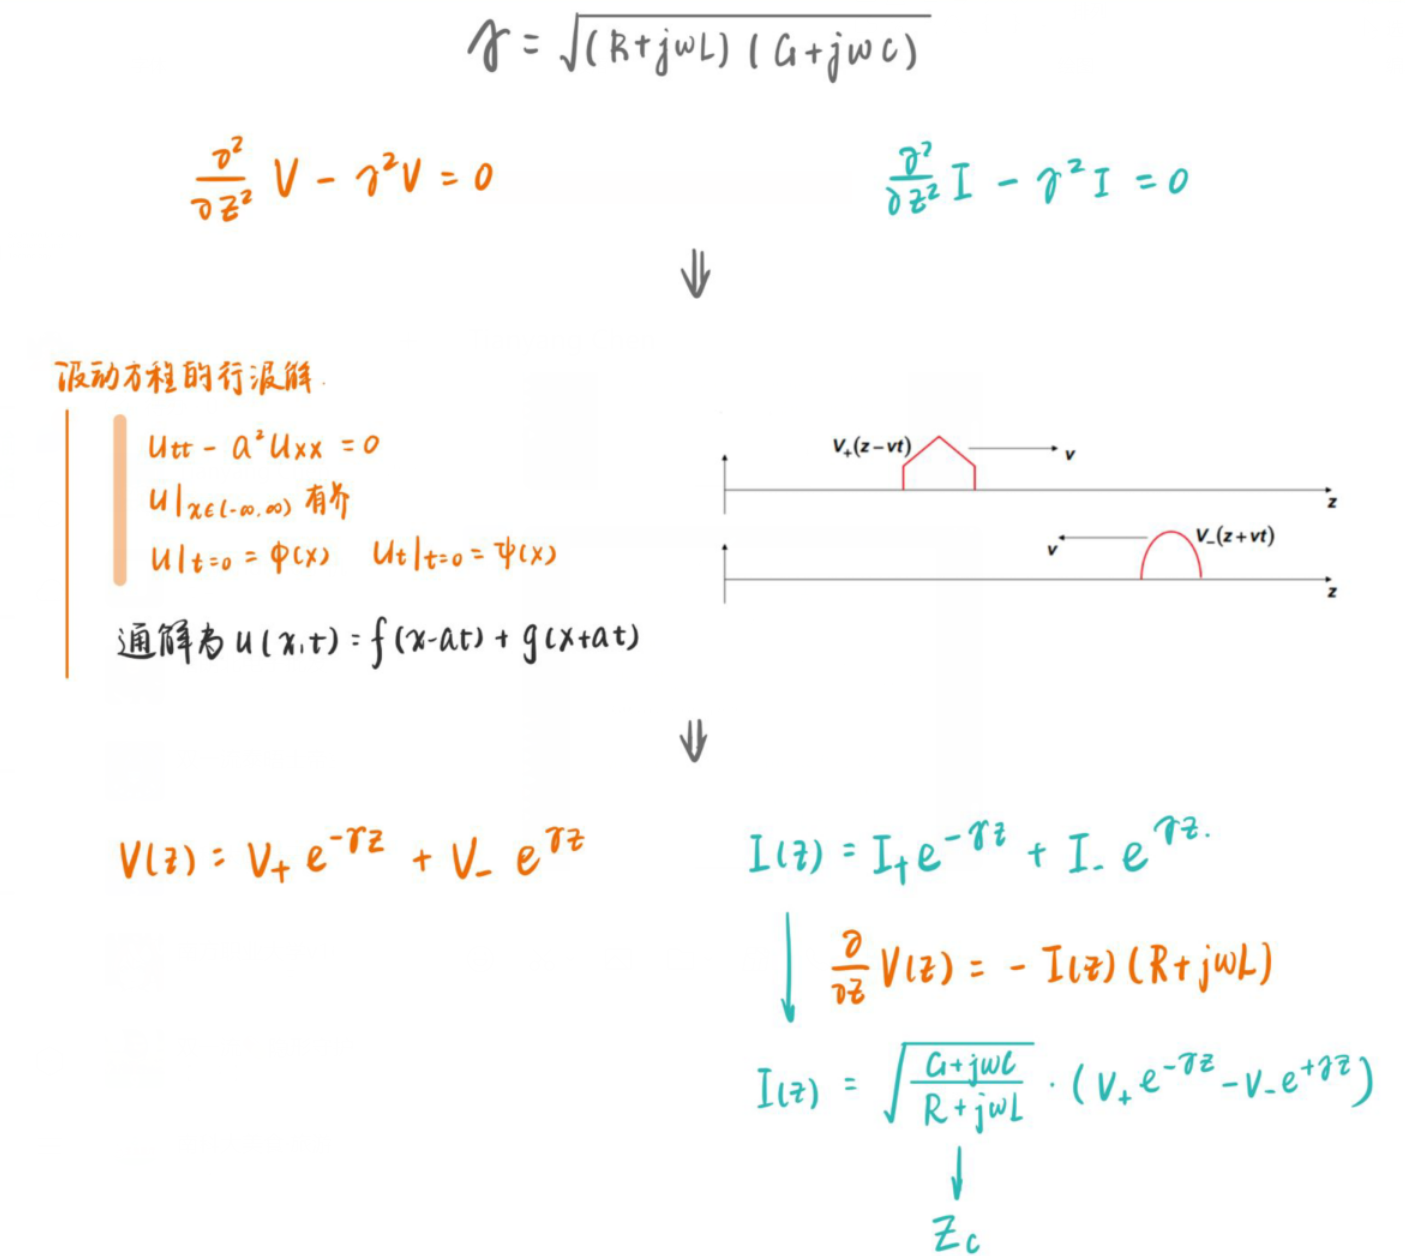 γ = √(R+jωL)(G+jωC)
∂²/∂z² V − γ²V = 0
∂²/∂z² I − γ²I = 0
⇓
波动方程的行波解.
Utt − a²Uxx = 0
U|x∈(-∞,∞) 有界
U|t=0 = φ(x) Ut|t=0 = ψ(x)
通解为 u(x,t) = f(x-at) + g(x+at)
V₊(z−vt) v
z
v V₋(z+vt)
z
⇓
V(z) = V₊ e^-γz + V₋ e^γz
I(z) = I₊ e^-γz + I₋ e^γz.
∂/∂z V(z) = − I(z) (R+jωL)
I(z) = √(G+jωC / R+jωL) · (V₊ e^-γz − V₋ e^+γz)
Zc